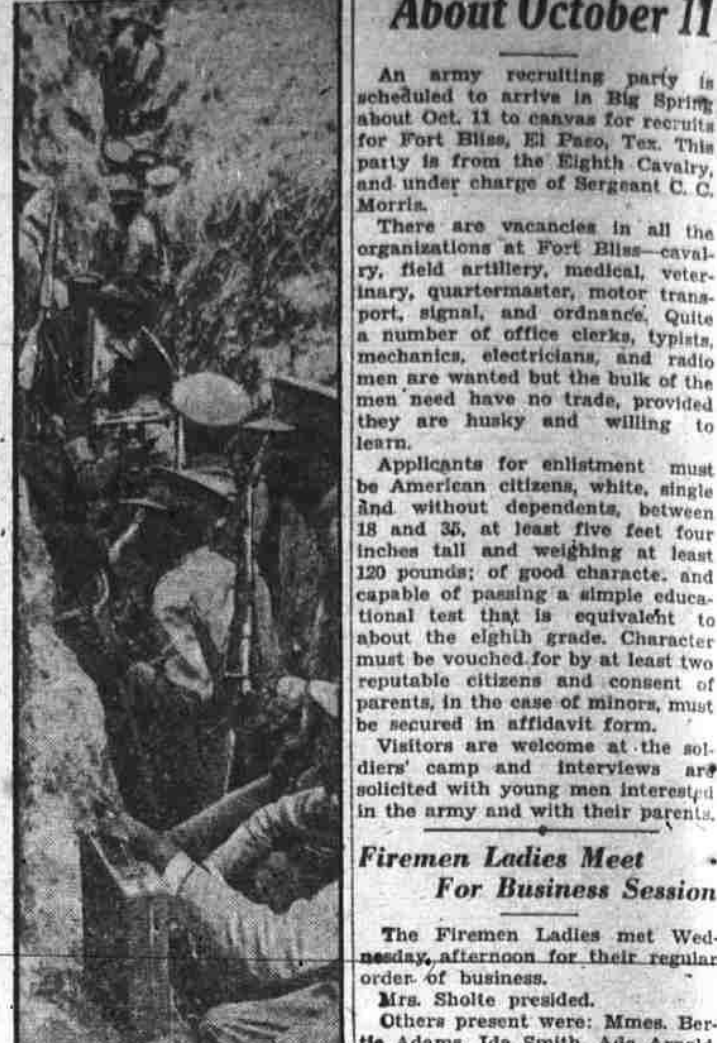 About October 11
An army recruiting party is
scheduled to arrive in Big Spring
about Oct. 11 to canvas for recruits
for Fort Bliss, El Paso, Tex. This
party is from the Eighth Cavalry,
and under charge of Sergeant C. C.
Morris.
There are vacancies in all the
organizations at Fort Bliss—caval-
ry, field artillery, medical, veter-
inary, quartermaster, motor trans-
port, signal, and ordnance. Quite
a number of office clerks, typists,
mechanics, electricians, and radio
men are wanted but the bulk of the
men need have no trade, provided
they are husky and willing to
learn.
Applicants for enlistment must
be American citizens, white, single
and without dependents, between
18 and 35, at least five feet four
inches tall and weighing at least
120 pounds; of good characte. and
capable of passing a simple educa-
tional test that is equivalent to
about the eighth grade. Character
must be vouched for by at least two
reputable citizens and consent of
parents, in the case of minors, must
be secured in affidavit form.
Visitors are welcome at the sol-
diers' camp and interviews are
solicited with young men interested
in the army and with their parents.
Firemen Ladies Meet
For Business Session
The Firemen Ladies met Wed-
nesday afternoon for their regular
order of business.
Mrs. Sholte presided.
Others present were: Mmes. Ber-
tie Adams, Ida Smith, Ada Arnold,